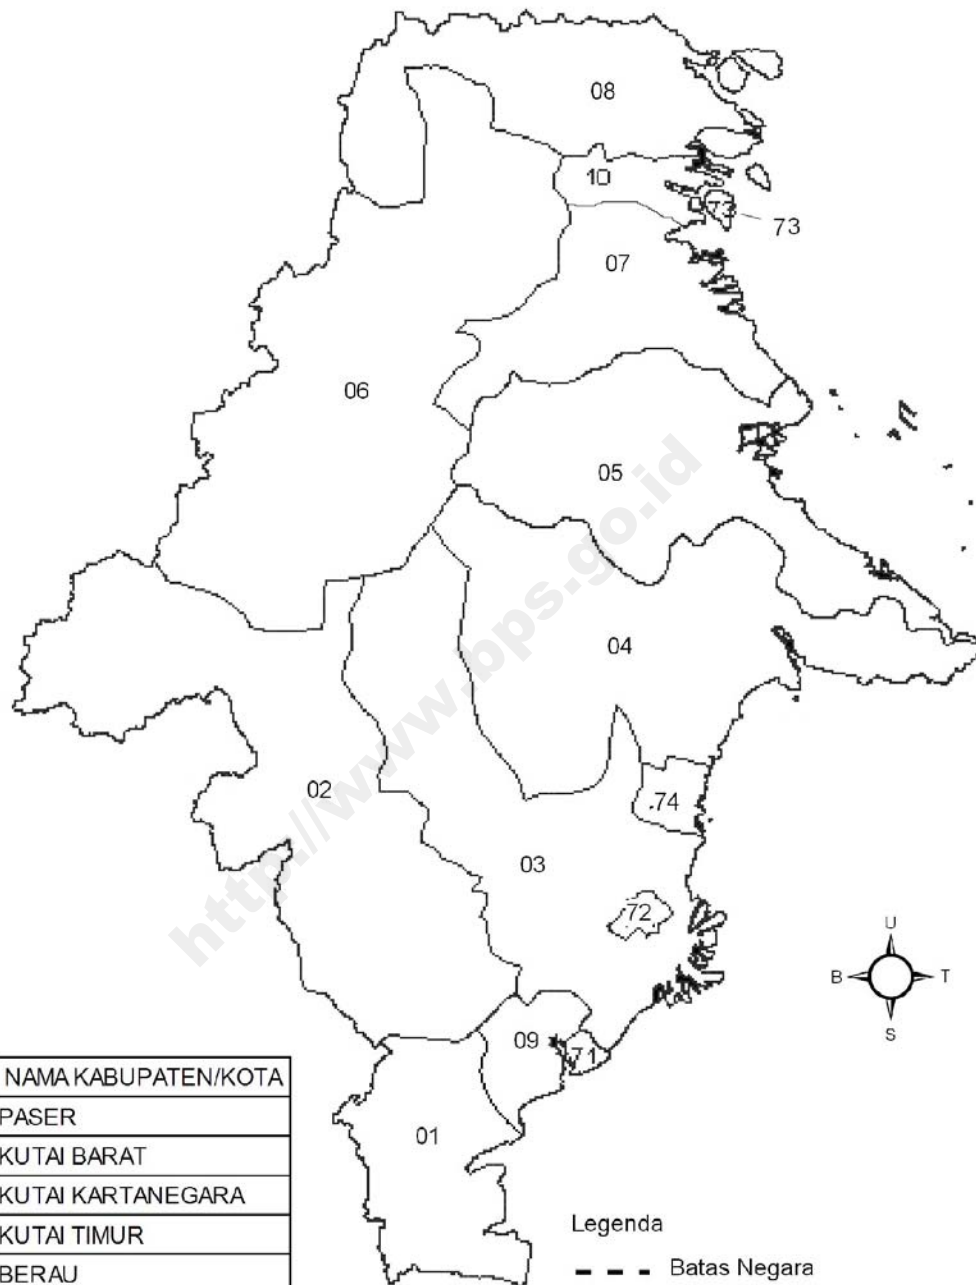 08
10
73
73
07
06
05
04
02
.74
03
72
09
71
01
U
B T
S
http://www.bps.go.id
NAMA KABUPATEN/KOTA
PASER
KUTAI BARAT
KUTAI KARTANEGARA
KUTAI TIMUR
BERAU
Legenda
Batas Negara